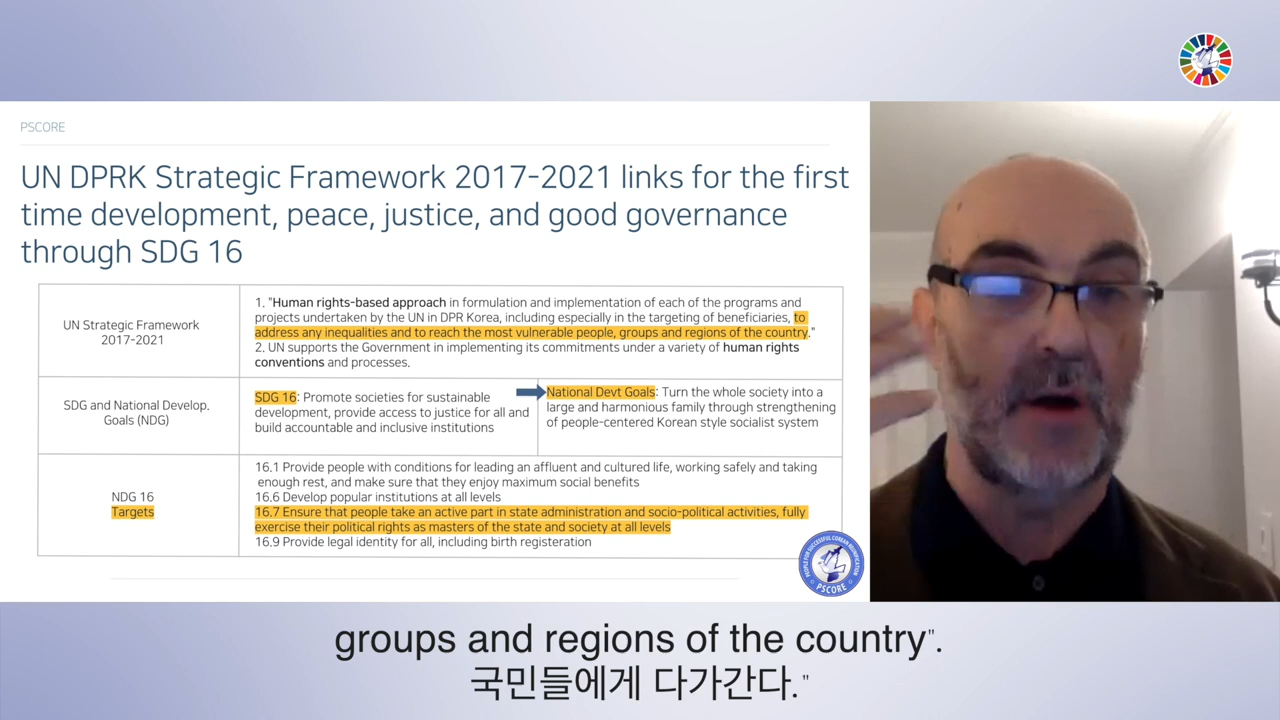 PSCORE
UN DPRK Strategic Framework 2017-2021 links for the first
time development, peace, justice, and good governance
through SDG 16
UN Strategic Framework
2017-2021
1. "Human rights-based approach in formulation and implementation of each of the programs and
projects undertaken by the UN in DPR Korea, including especially in the targeting of beneficiaries, to
address any inequalities and to reach the most vulnerable people, groups and regions of the country."
2. UN supports the Government in implementing its commitments under a variety of human rights
conventions and processes.
SDG and National Develop.
Goals (NDG)
SDG 16: Promote societies for sustainable
development, provide access to justice for all and
build accountable and inclusive institutions
National Devt Goals: Turn the whole society into a
large and harmonious family through strengthening
of people-centered Korean style socialist system
NDG 16
Targets
16.1 Provide people with conditions for leading an affluent and cultured life, working safely and taking
enough rest, and make sure that they enjoy maximum social benefits
16.6 Develop popular institutions at all levels
16.7 Ensure that people take an active part in state administration and socio-political activities, fully
exercise their political rights as masters of the state and society at all levels
16.9 Provide legal identity for all, including birth registeration
PEOPLE FOR SUCCESSFUL COREAN REUNIFICATION
PSCORE
groups and regions of the country".
국민들에게 다가간다."